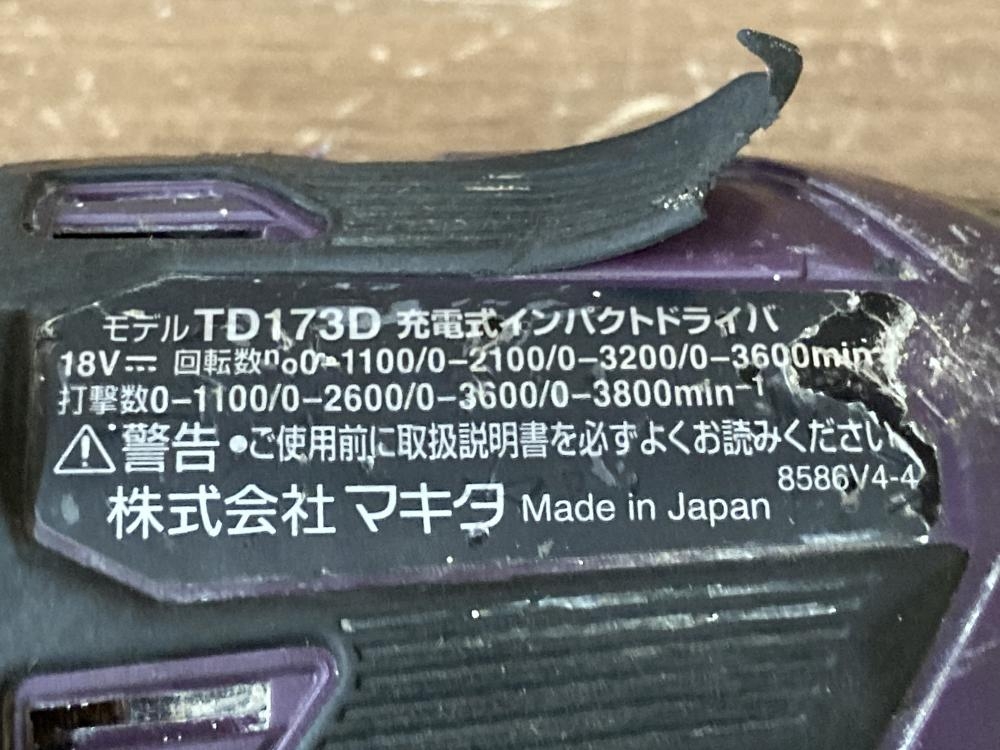 モデル TD173D 充電式インパクトドライバ
18V⎓ 回転数n₀0−1100/0−2100/0−3200/0−3600min⁻¹
打撃数0−1100/0−2600/0−3600/0−3800min⁻¹
⚠警告 ●ご使用前に取扱説明書を必ずよくお読みください
8586V4-4
株式会社マキタ Made in Japan